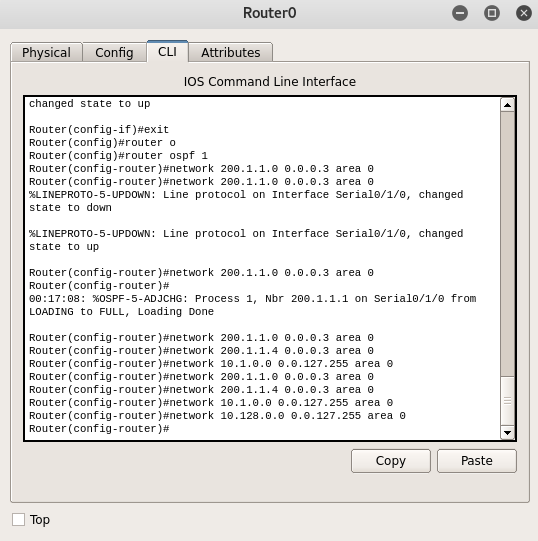 Router0
Physical
Config
CLI
Attributes
IOS Command Line Interface
changed state to up
Router(config-if)#exit
Router(config)#router o
Router(config)#router ospf 1
Router(config-router)#network 200.1.1.0 0.0.0.3 area 0
Router(config-router)#network 200.1.1.0 0.0.0.3 area 0
%LINEPROTO-5-UPDOWN: Line protocol on Interface Serial0/1/0, changed
state to down
%LINEPROTO-5-UPDOWN: Line protocol on Interface Serial0/1/0, changed
state to up
Router(config-router)#network 200.1.1.0 0.0.0.3 area 0
Router(config-router)#
00:17:08: %OSPF-5-ADJCHG: Process 1, Nbr 200.1.1.1 on Serial0/1/0 from
LOADING to FULL, Loading Done
Router(config-router)#network 200.1.1.0 0.0.0.3 area 0
Router(config-router)#network 200.1.1.4 0.0.0.3 area 0
Router(config-router)#network 10.1.0.0 0.0.127.255 area 0
Router(config-router)#network 200.1.1.0 0.0.0.3 area 0
Router(config-router)#network 200.1.1.4 0.0.0.3 area 0
Router(config-router)#network 10.1.0.0 0.0.127.255 area 0
Router(config-router)#network 10.128.0.0 0.0.127.255 area 0
Router(config-router)#
Copy
Paste
Top